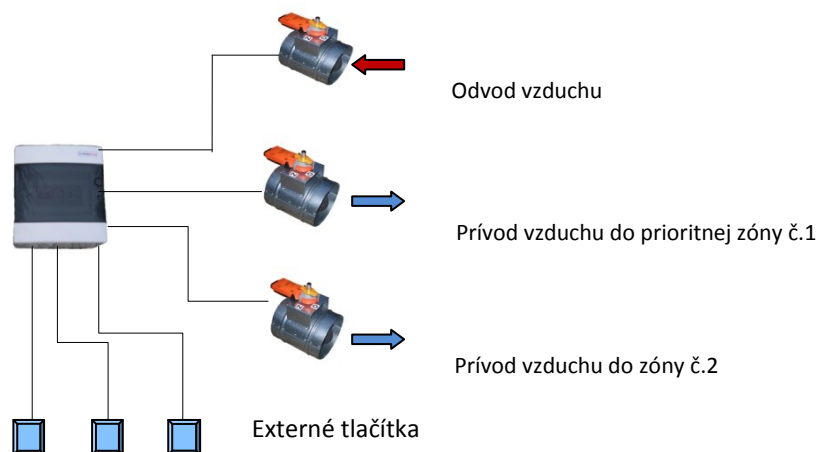 Odvod vzduchu
Prívod vzduchu do prioritnej zóny č.1
Prívod vzduchu do zóny č.2
Externé tlačítka